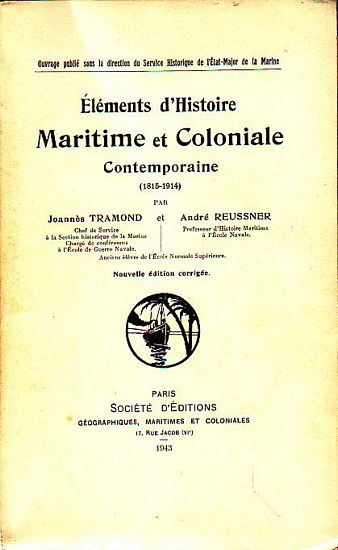 Ouvrage publié sous la direction du Service Historique de l'État-Major de la Marine
Éléments d'Histoire
Maritime et Coloniale
Contemporaine
(1815-1914)
PAR
Joannès TRAMOND et André REUSSNER
Chef de Service
à la Section historique de la Marine
Chargé de conférences
à l'École de Guerre Navale.
Professeur d'Histoire Maritime
à l'École Navale.
Anciens élèves de l'École Normale Supérieure.
Nouvelle édition corrigée.
PARIS
SOCIÉTÉ D'ÉDITIONS
GÉOGRAPHIQUES, MARITIMES ET COLONIALES
17, RUE JACOB (VIᵉ)
1943